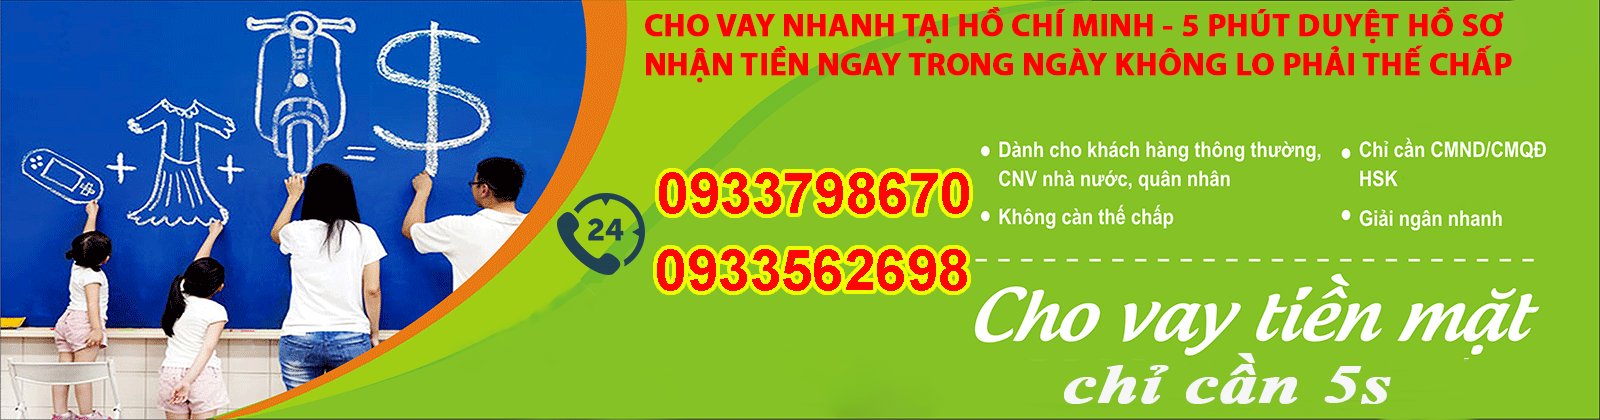 CHO VAY NHANH TẠI HỒ CHÍ MINH - 5 PHÚT DUYỆT HỒ SƠ
NHẬN TIỀN NGAY TRONG NGÀY KHÔNG LO PHẢI THẾ CHẤP
24
0933798670
0933562698
Dành cho khách hàng thông thường,
CNV nhà nước, quân nhân
Không càn thế chấp
Chỉ cần CMND/CMQĐ
HSK
Giải ngân nhanh
Cho vay tiền mặt
chỉ cần 5s